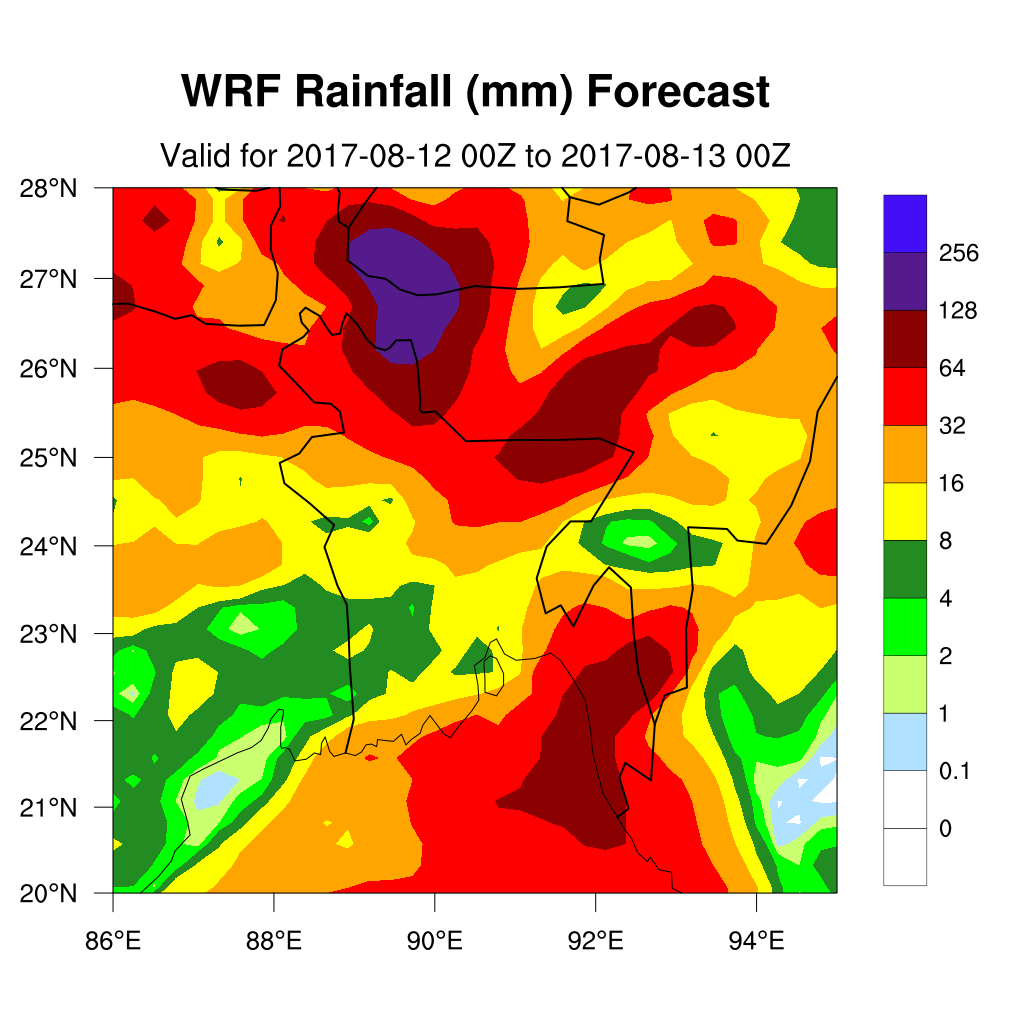 WRF Rainfall (mm) Forecast
Valid for 2017-08-12 00Z to 2017-08-13 00Z
28°N
27°N
26°N
25°N
24°N
23°N
22°N
21°N
20°N
86°E 88°E 90°E 92°E 94°E
256
128
64
32
16
8
4
2
1
0.1
0